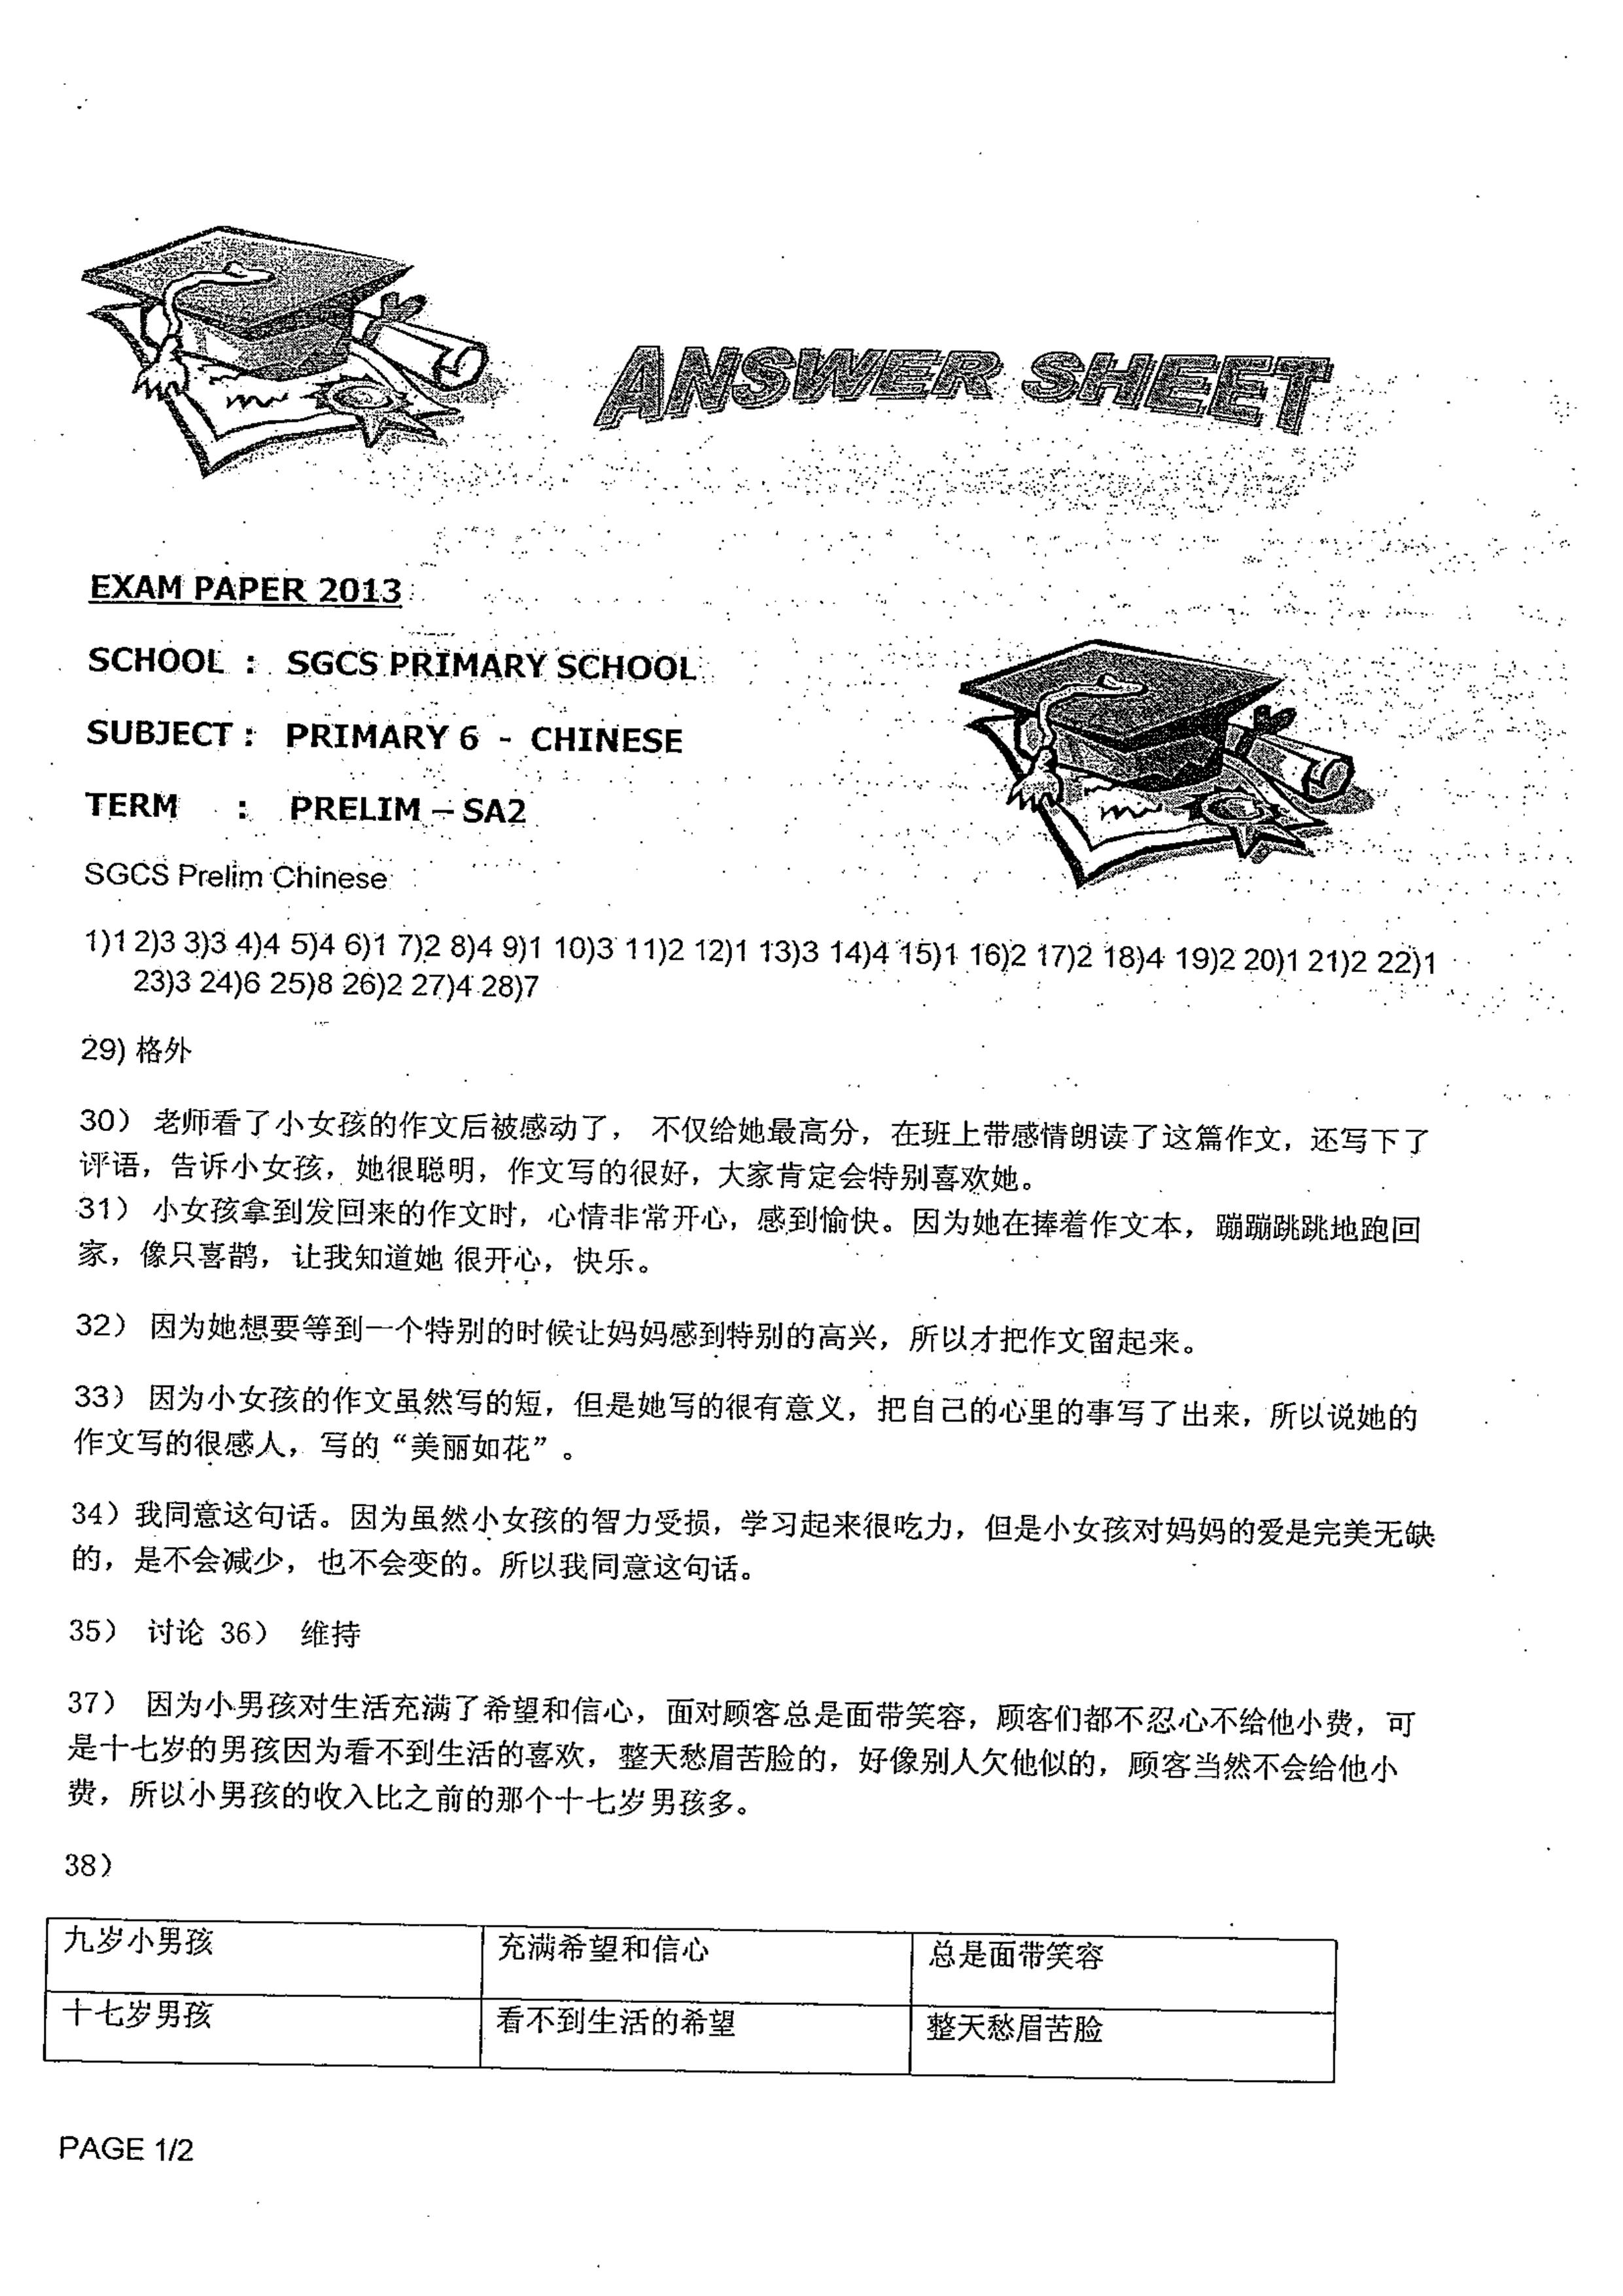 ANSWER SHEET
EXAM PAPER 2013
SCHOOL : SGCS PRIMARY SCHOOL
SUBJECT : PRIMARY 6 - CHINESE
TERM : PRELIM – SA2
SGCS Prelim Chinese
1)1 2)3 3)3 4)4 5)4 6)1 7)2 8)4 9)1 10)3 11)2 12)1 13)3 14)4 15)1 16)2 17)2 18)4 19)2 20)1 21)2 22)1
23)3 24)6 25)8 26)2 27)4 28)7
29) 格外
30） 老师看了小女孩的作文后被感动了， 不仅给她最高分，在班上带感情朗读了这篇作文，还写下了
评语，告诉小女孩，她很聪明，作文写的很好，大家肯定会特别喜欢她。
31） 小女孩拿到发回来的作文时，心情非常开心，感到愉快。因为她在捧着作文本，蹦蹦跳跳地跑回
家，像只喜鹊，让我知道她 很开心，快乐。
32） 因为她想要等到一个特别的时候让妈妈感到特别的高兴，所以才把作文留起来。
33） 因为小女孩的作文虽然写的短，但是她写的很有意义，把自己的心里的事写了出来，所以说她的
作文写的很感人，写的“美丽如花”。
34）我同意这句话。因为虽然小女孩的智力受损，学习起来很吃力，但是小女孩对妈妈的爱是完美无缺
的，是不会减少，也不会变的。所以我同意这句话。
35） 讨论 36） 维持
37） 因为小男孩对生活充满了希望和信心，面对顾客总是面带笑容，顾客们都不忍心不给他小费，可
是十七岁的男孩因为看不到生活的喜欢，整天愁眉苦脸的，好像别人欠他似的，顾客当然不会给他小
费，所以小男孩的收入比之前的那个十七岁男孩多。
38）
九岁小男孩 充满希望和信心 总是面带笑容
十七岁男孩 看不到生活的希望 整天愁眉苦脸
PAGE 1/2